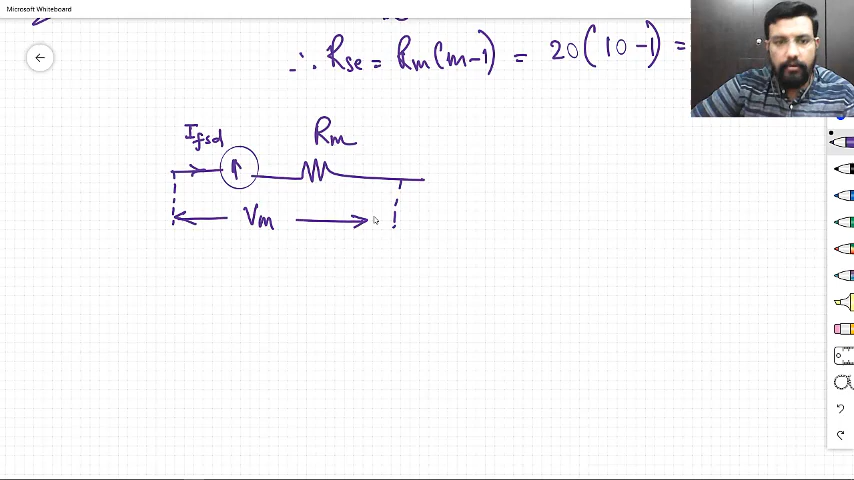 Microsoft Whiteboard
∴ Rse = Rm(m-1) = 20(10-1) =
Ifsd
Rm
Vm